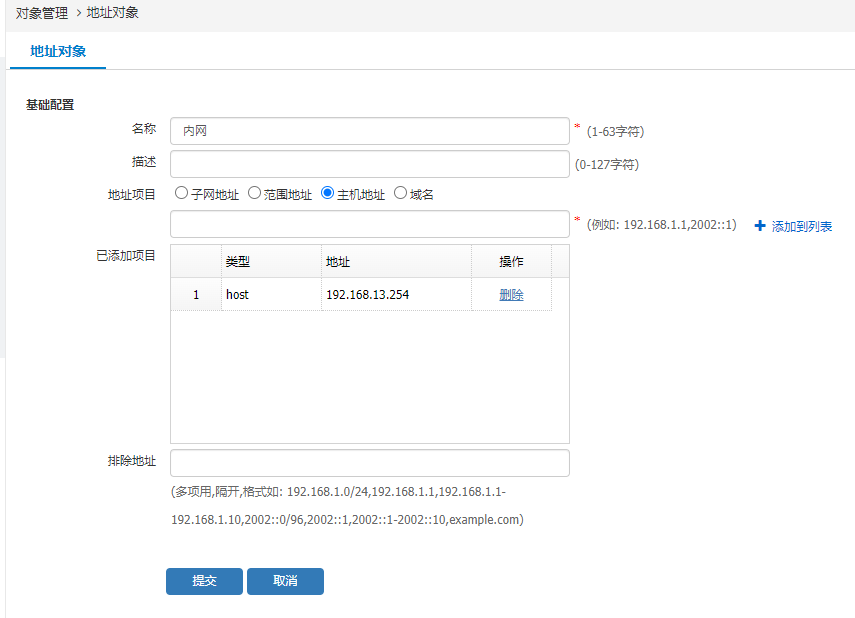 对象管理 > 地址对象
地址对象
基础配置
名称 内网 * (1-63字符)
描述 (0-127字符)
地址项目 子网地址 范围地址 主机地址 域名
* (例如: 192.168.1.1,2002::1) + 添加到列表
已添加项目 类型 地址 操作
1 host 192.168.13.254 删除
排除地址
(多项用,隔开,格式如: 192.168.1.0/24,192.168.1.1,192.168.1.1-
192.168.1.10,2002::0/96,2002::1,2002::1-2002::10,example.com)
提交 取消